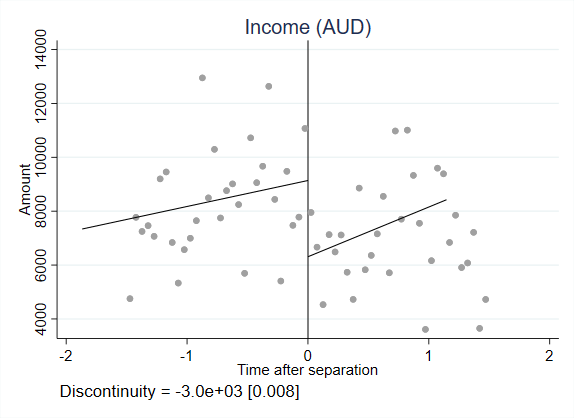 Income (AUD)
14000
12000
10000
8000
6000
4000
Amount
-2
-1
0
1
2
Time after separation
Discontinuity = -3.0e+03 [0.008]